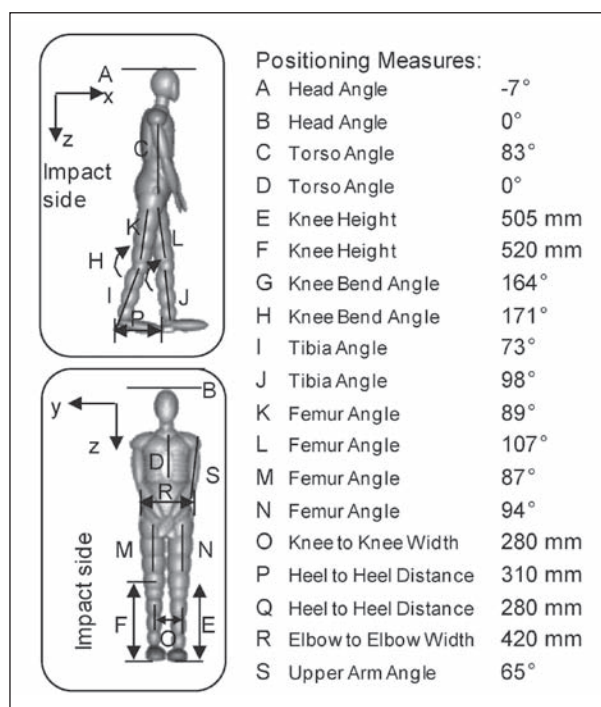 A
x
z
C
Impact
side
K
L
H
I
J
P
B
y
z
D
S
R
M
N
Impact side
F
O
E
Positioning Measures:
A Head Angle -7°
B Head Angle 0°
C Torso Angle 83°
D Torso Angle 0°
E Knee Height 505 mm
F Knee Height 520 mm
G Knee Bend Angle 164°
H Knee Bend Angle 171°
I Tibia Angle 73°
J Tibia Angle 98°
K Femur Angle 89°
L Femur Angle 107°
M Femur Angle 87°
N Femur Angle 94°
O Knee to Knee Width 280 mm
P Heel to Heel Distance 310 mm
Q Heel to Heel Distance 280 mm
R Elbow to Elbow Width 420 mm
S Upper Arm Angle 65°